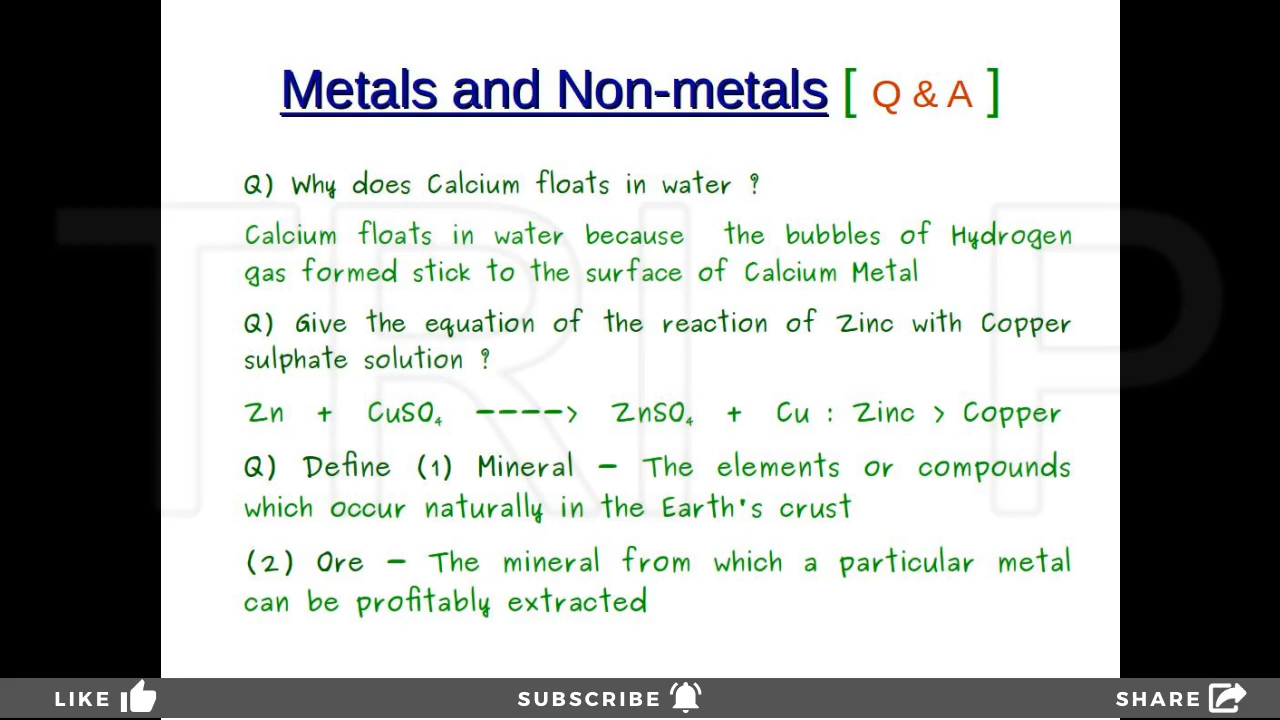 Metals and Non-metals [ Q & A ]
Q) Why does Calcium floats in water ?
Calcium floats in water because the bubbles of Hydrogen
gas formed stick to the surface of Calcium Metal
Q) Give the equation of the reaction of Zinc with Copper
sulphate solution ?
Zn + CuSO₄ ----> ZnSO₄ + Cu : Zinc > Copper
Q) Define (1) Mineral - The elements or compounds
which occur naturally in the Earth's crust
(2) Ore - The mineral from which a particular metal
can be profitably extracted
LIKE SUBSCRIBE SHARE